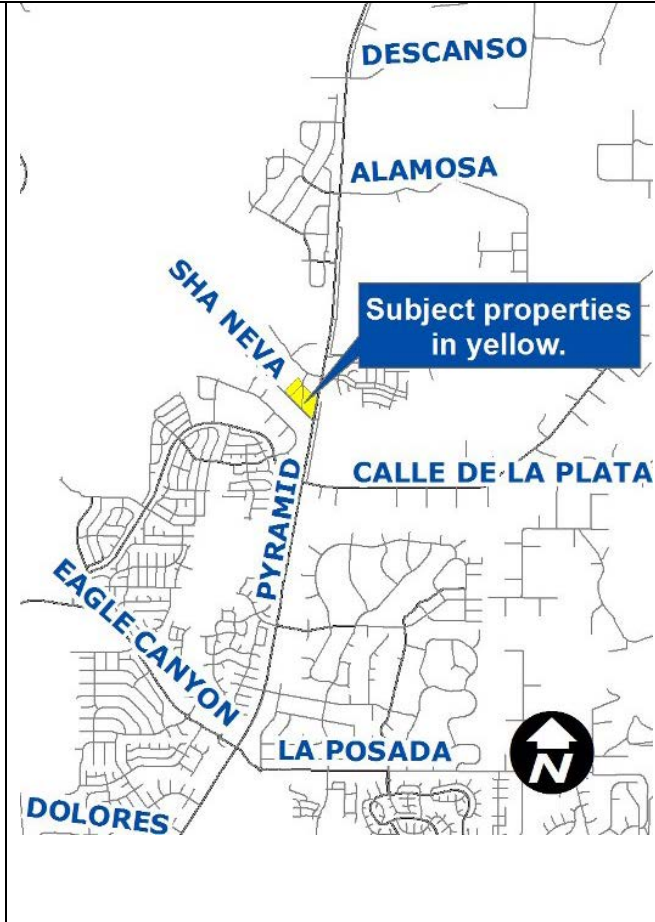 DESCANSO
ALAMOSA
SHA NEVA
Subject properties
in yellow.
PYRAMID
CALLE DE LA PLATA
EAGLE CANYON
LA POSADA
N
DOLORES